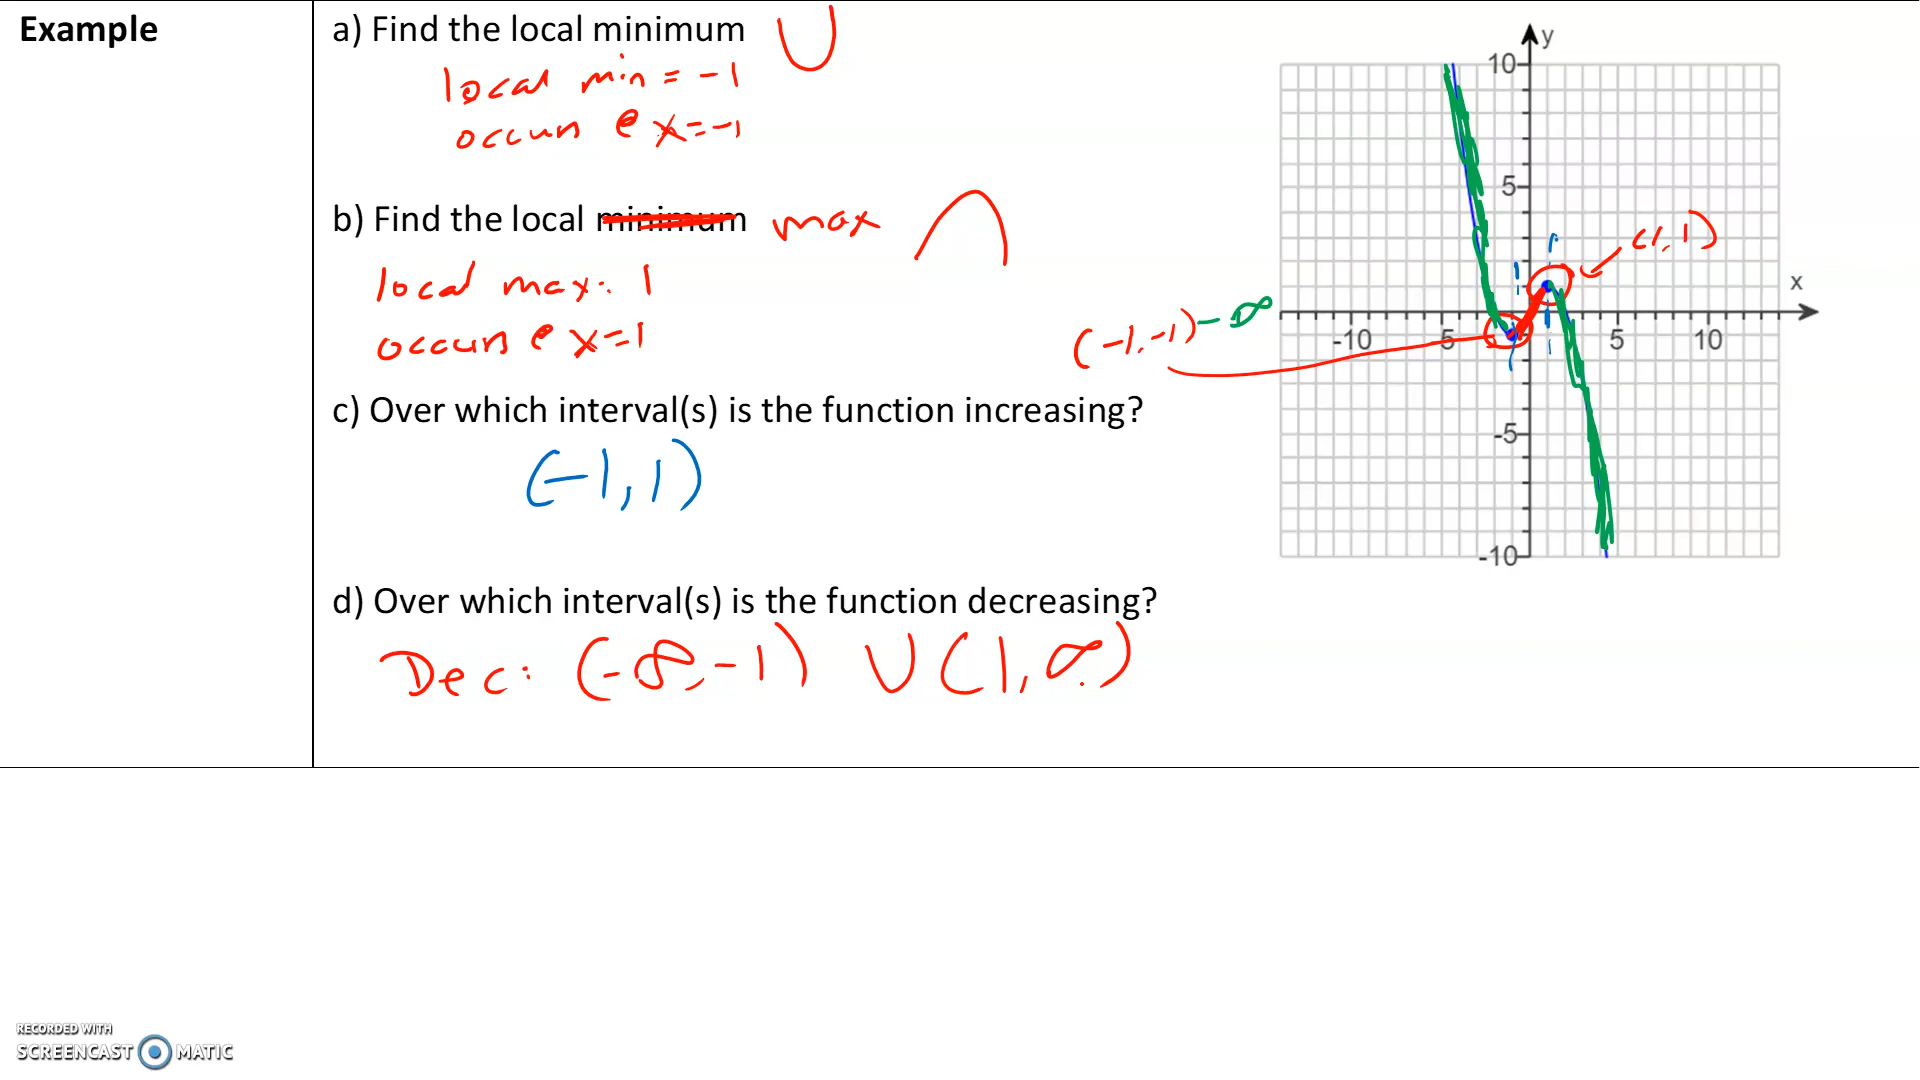 Example
a) Find the local minimum
local min = -1
occurs @ x=-1
b) Find the local minimum max
local max: 1
occurs @ x=1
c) Over which interval(s) is the function increasing?
(-1,1)
d) Over which interval(s) is the function decreasing?
Dec: (-∞,-1) ∪ (1,∞)
y
10
5
(1,1)
x
-∞
(-1,-1)
-10
5
5
10
-5
-10
RECORDED WITH
SCREENCAST MATIC